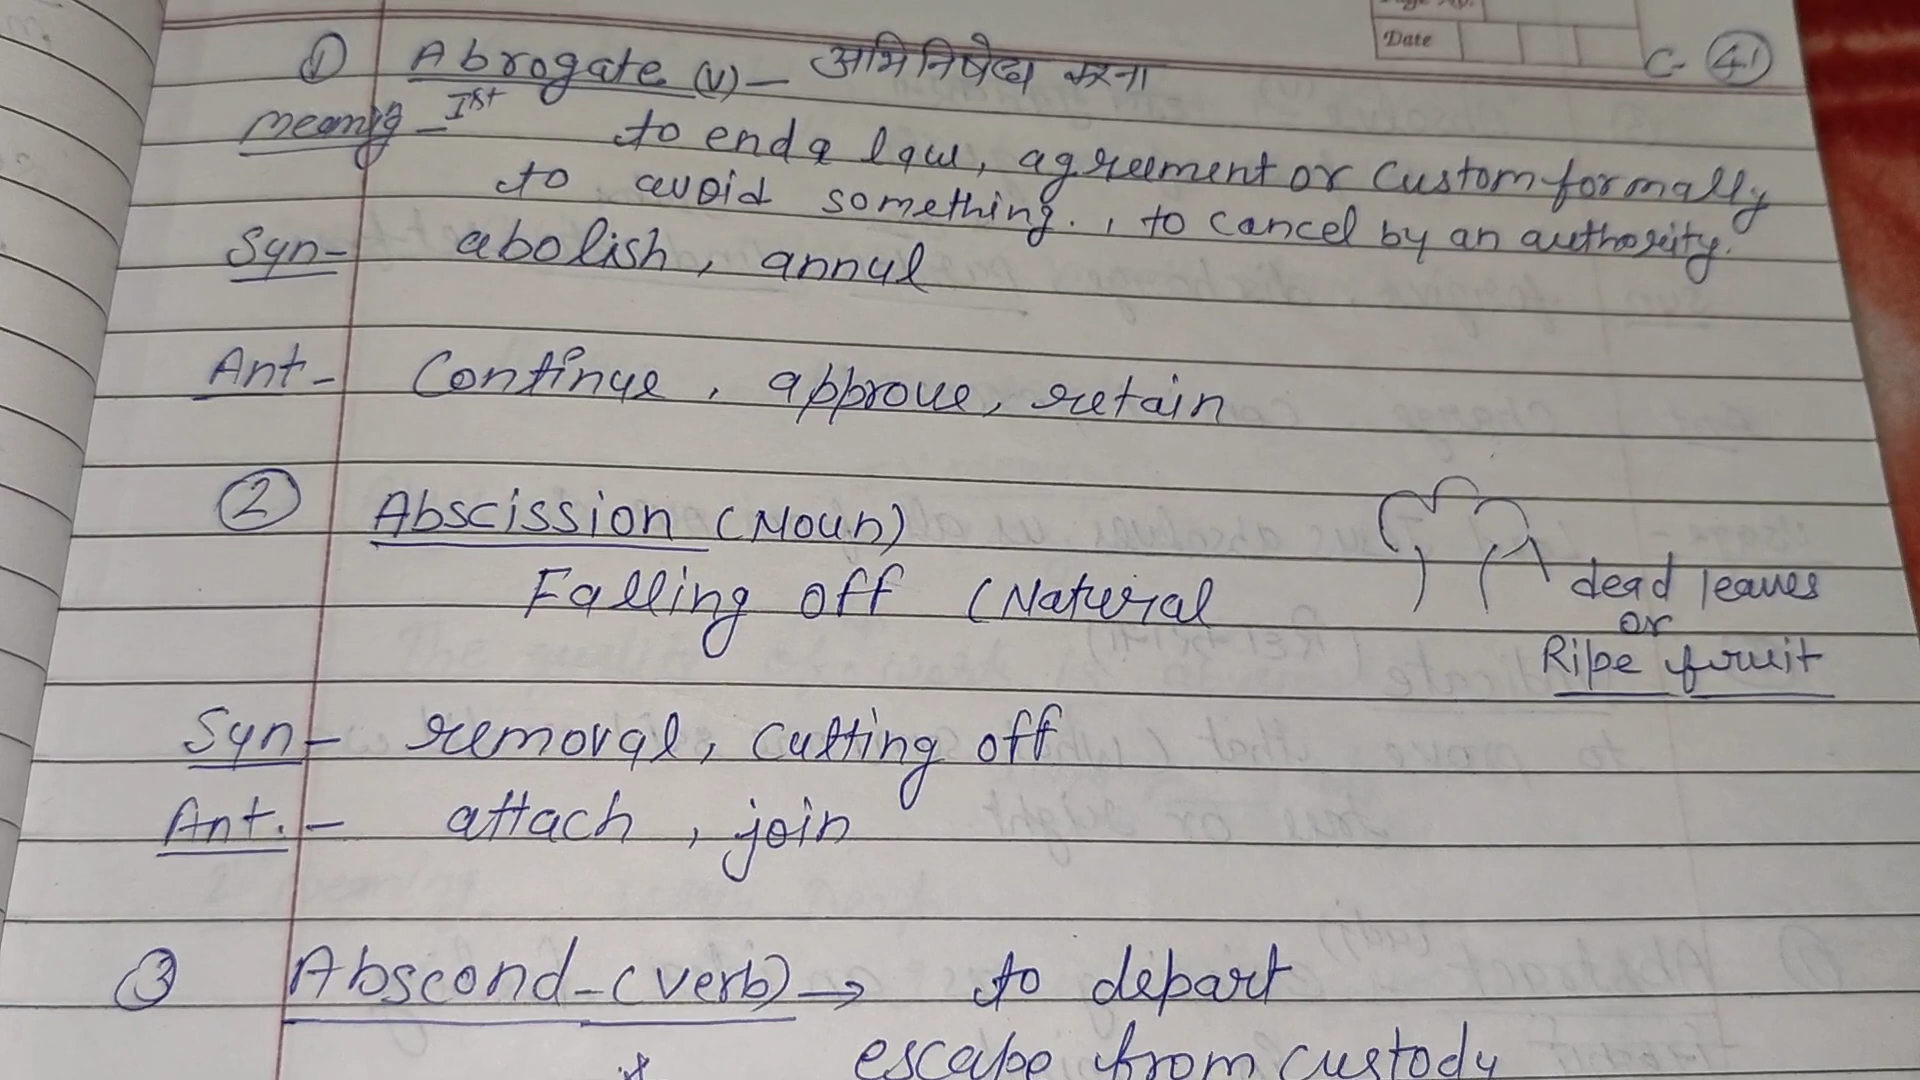 Date
C- 41
① Abrogate (v) — अभिनिषेध करना
meaning - Ist to end a law, agreement or custom formally
to avoid something. , to cancel by an authority.
Syn- abolish, annul
Ant- Continue, approve, retain
② Abscission (Noun)
Falling off (Natural
dead leaves
or
Ripe fruit
Syn- removal, cutting off
Ant. - attach, join
③ Abscond - (verb) → to depart
escape from custody